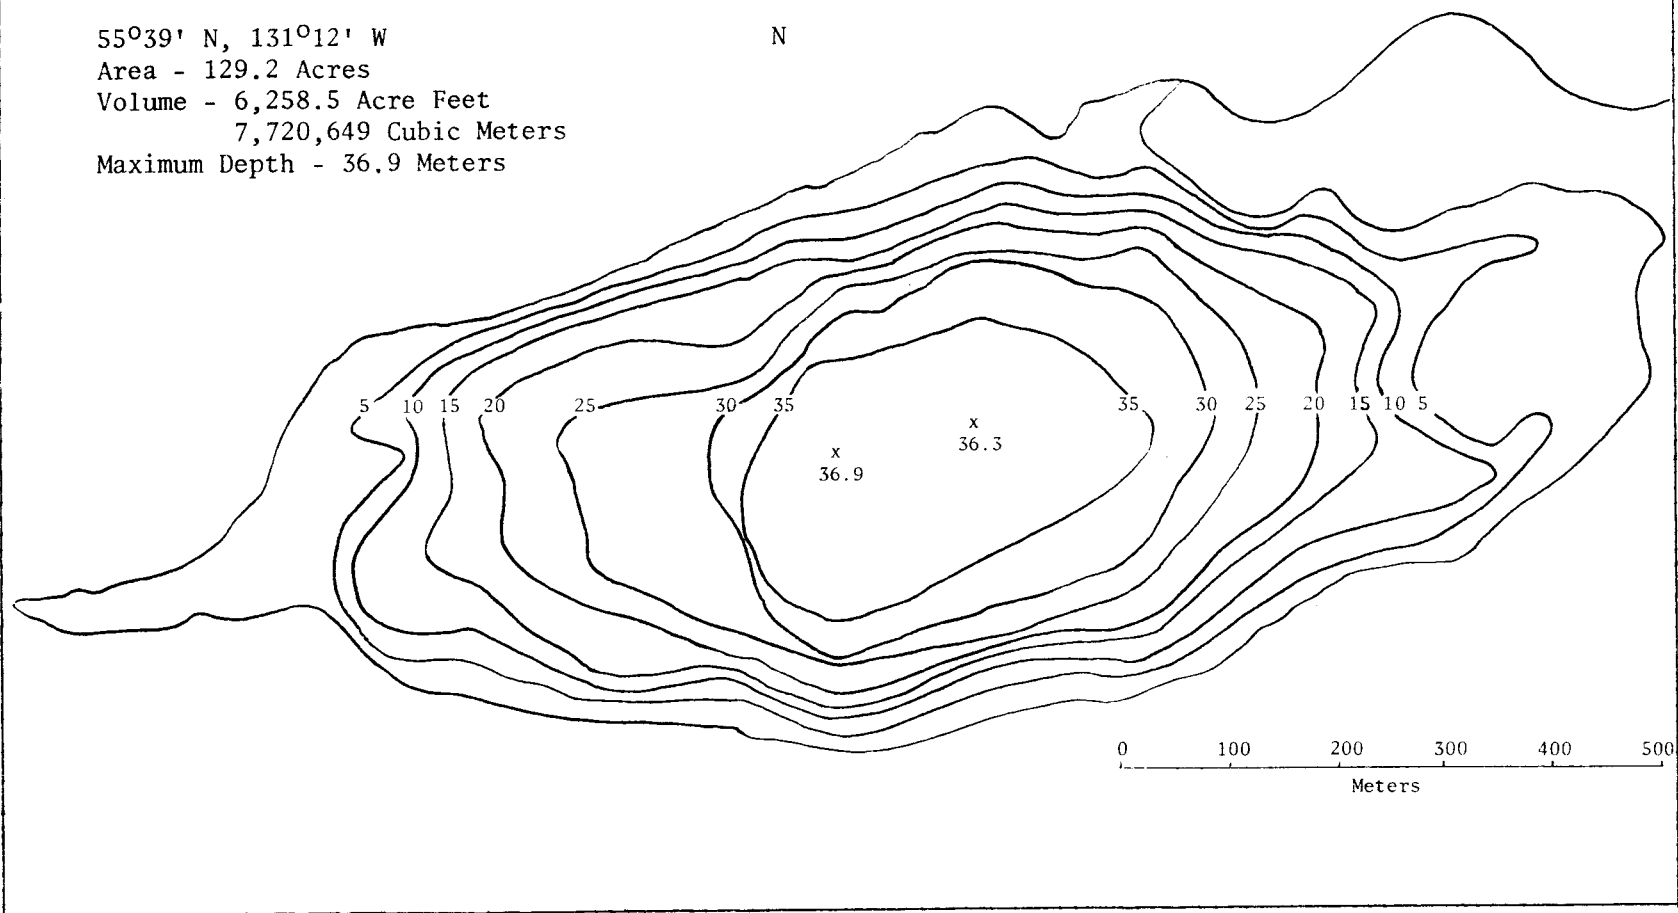 55°39' N, 131°12' W
N
Area - 129.2 Acres
Volume - 6,258.5 Acre Feet
7,720,649 Cubic Meters
Maximum Depth - 36.9 Meters
5 10 15 20 25 30 35 35 30 25 20 15 10 5
x
36.3
x
36.9
0 100 200 300 400 500
Meters